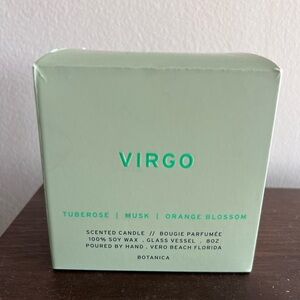 VIRGO
TUBEROSE | MUSK | ORANGE BLOSSOM
SCENTED CANDLE // BOUGIE PARFUMÉE
100% SOY WAX . GLASS VESSEL . 8OZ
POURED BY HAND . VERO BEACH FLORIDA
BOTANICA